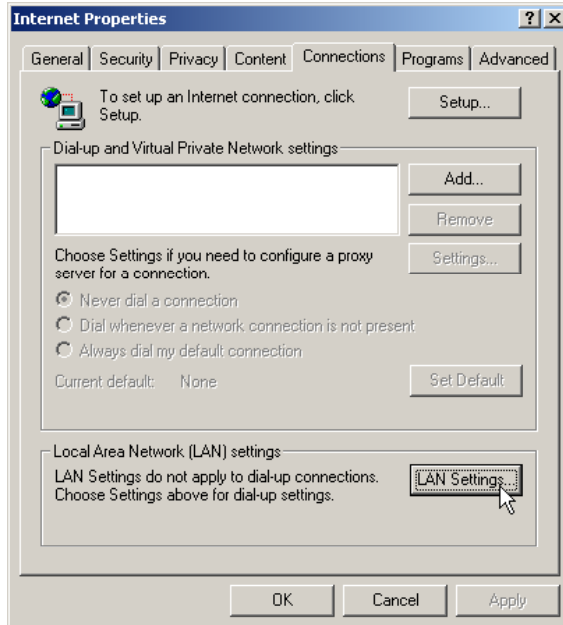 Internet Properties
General Security Privacy Content Connections Programs Advanced
To set up an Internet connection, click
Setup.
Setup...
Dial-up and Virtual Private Network settings
Add...
Remove
Choose Settings if you need to configure a proxy
server for a connection.
Settings...
Never dial a connection
Dial whenever a network connection is not present
Always dial my default connection
Current default: None
Set Default
Local Area Network (LAN) settings
LAN Settings do not apply to dial-up connections.
Choose Settings above for dial-up settings.
LAN Settings...
OK Cancel Apply